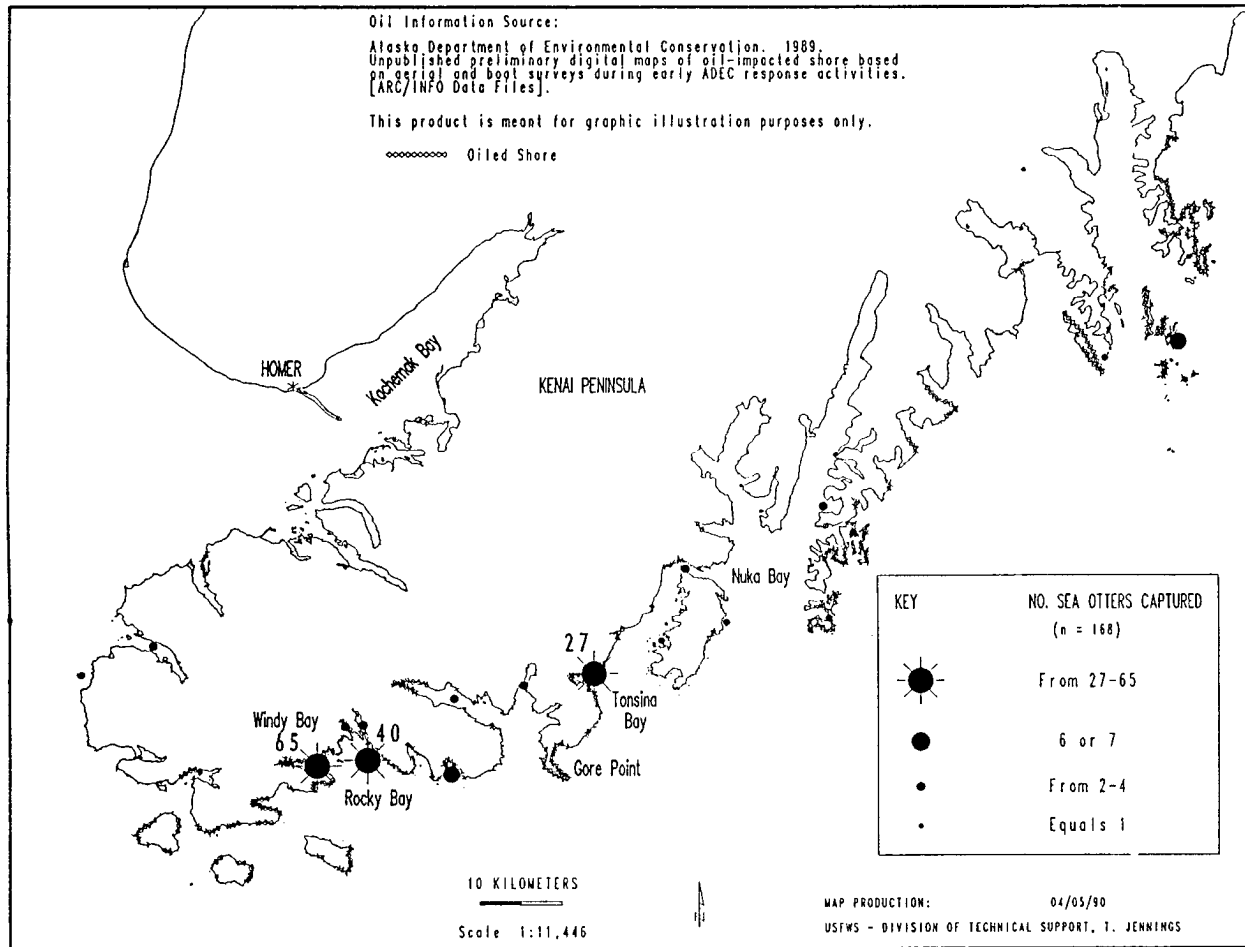 Oil Information Source:
Alaska Department of Environmental Conservation. 1989.
Unpublished preliminary digital maps of oil-impacted shore based
on aerial and boat surveys during early ADEC response activities.
[ARC/INFO Data Files].
This product is meant for graphic illustration purposes only.
Oiled Shore
HOMER
Kachemak Bay
KENAI PENINSULA
Nuka Bay
27
Tonsina
Bay
Windy Bay
65
40
Rocky Bay
Gore Point
KEY
NO. SEA OTTERS CAPTURED
(n = 168)
From 27-65
6 or 7
From 2-4
Equals 1
10 KILOMETERS
Scale 1:11,446
N
MAP PRODUCTION: 04/05/90
USFWS - DIVISION OF TECHNICAL SUPPORT, T. JENNINGS